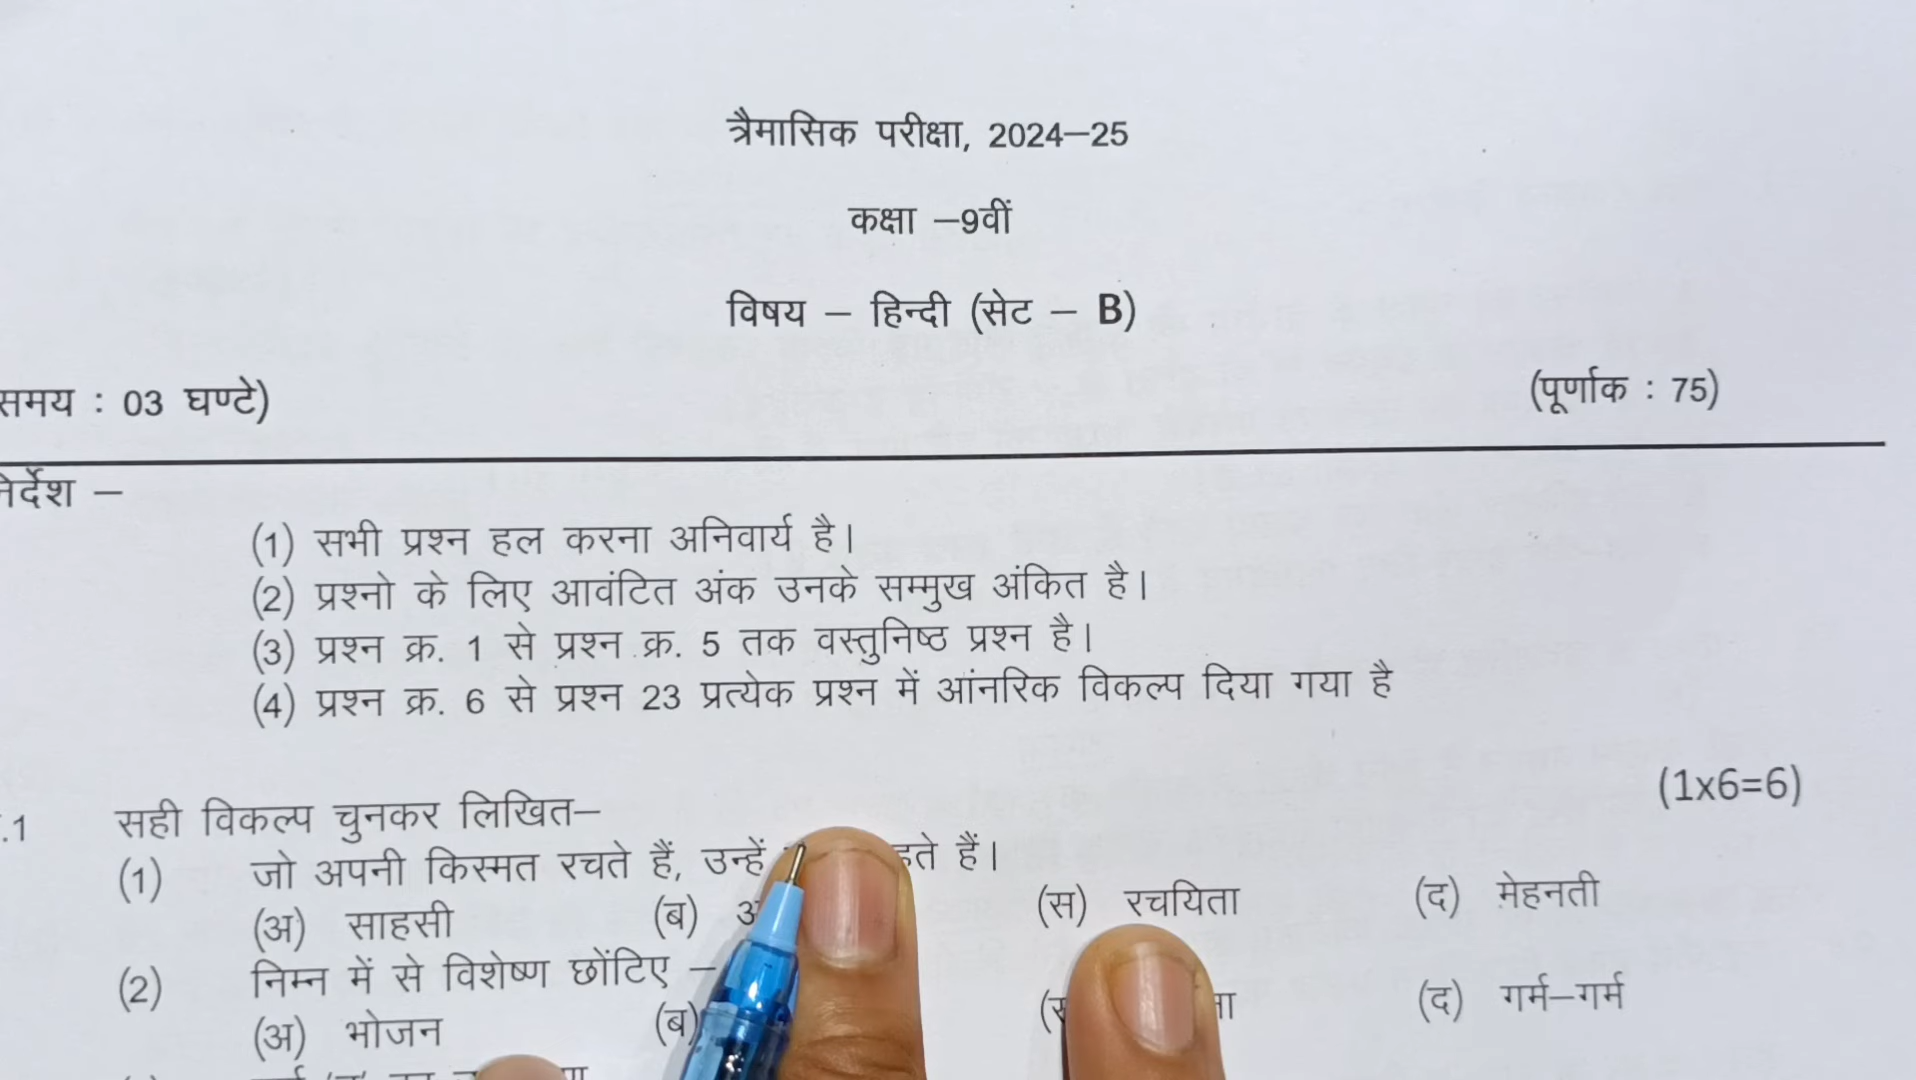 त्रैमासिक परीक्षा, 2024–25
कक्षा –9वीं
विषय – हिन्दी (सेट – B)
समय : 03 घण्टे)
(पूर्णाक : 75)
निर्देश –
(1) सभी प्रश्न हल करना अनिवार्य है।
(2) प्रश्नो के लिए आवंटित अंक उनके सम्मुख अंकित है।
(3) प्रश्न क्र. 1 से प्रश्न क्र. 5 तक वस्तुनिष्ठ प्रश्न है।
(4) प्रश्न क्र. 6 से प्रश्न 23 प्रत्येक प्रश्न में आंनरिक विकल्प दिया गया है
(1x6=6)
.1 सही विकल्प चुनकर लिखित–
(1) जो अपनी किस्मत रचते हैं, उन्हें हैं।
(अ) साहसी (ब) (स) रचयिता (द) मेहनती
(2) निम्न में से विशेष्ण छोंटिए –
(अ) भोजन (ब) (द) गर्म–गर्म